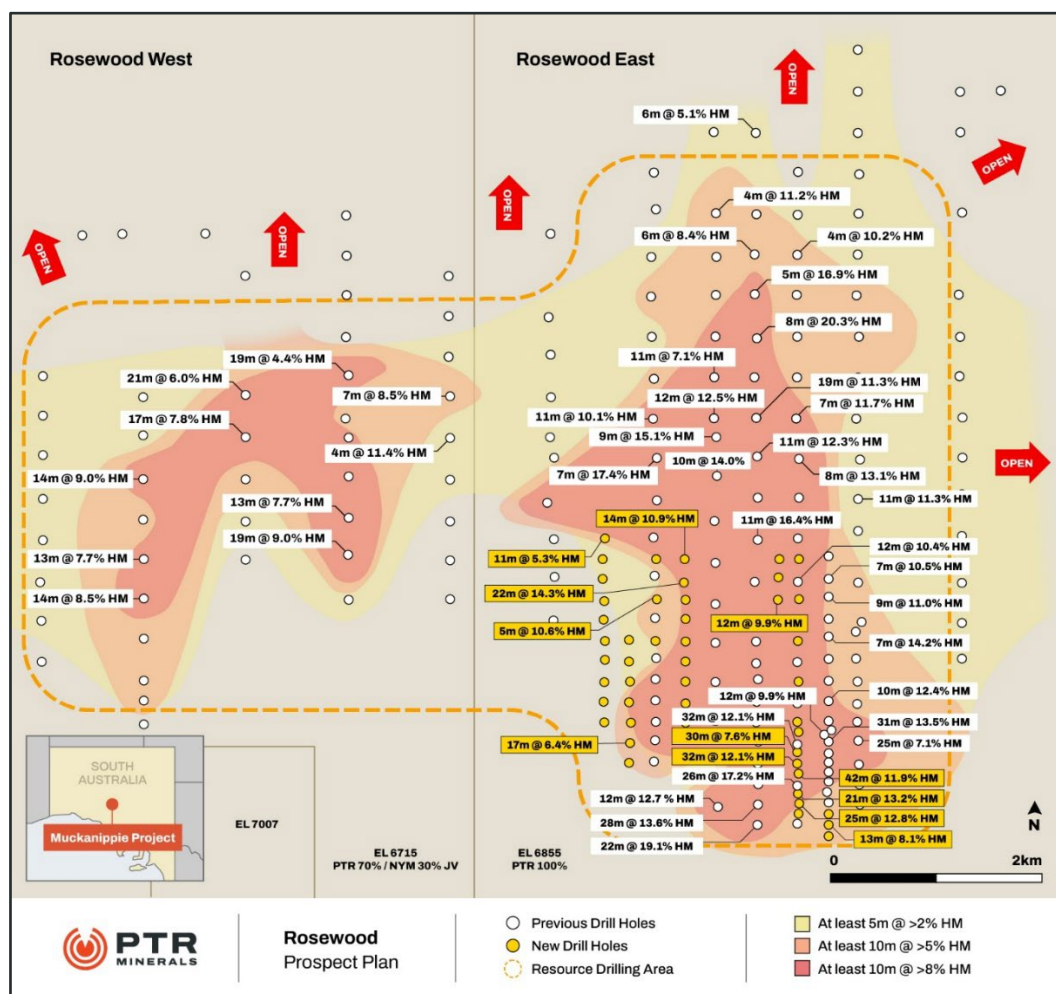 Rosewood West
Rosewood East
OPEN
6m @ 5.1% HM
OPEN
OPEN
4m @ 11.2% HM
OPEN
OPEN
6m @ 8.4% HM
4m @ 10.2% HM
5m @ 16.9% HM
8m @ 20.3% HM
19m @ 4.4% HM
11m @ 7.1% HM
21m @ 6.0% HM
19m @ 11.3% HM
7m @ 8.5% HM
12m @ 12.5% HM
7m @ 11.7% HM
17m @ 7.8% HM
11m @ 10.1% HM
9m @ 15.1% HM
11m @ 12.3% HM
4m @ 11.4% HM
10m @ 14.0%
OPEN
14m @ 9.0% HM
7m @ 17.4% HM
8m @ 13.1% HM
13m @ 7.7% HM
11m @ 11.3% HM
14m @ 10.9% HM
11m @ 16.4% HM
19m @ 9.0% HM
12m @ 10.4% HM
13m @ 7.7% HM
11m @ 5.3% HM
7m @ 10.5% HM
22m @ 14.3% HM
14m @ 8.5% HM
9m @ 11.0% HM
5m @ 10.6% HM
12m @ 9.9% HM
7m @ 14.2% HM
10m @ 12.4% HM
12m @ 9.9% HM
32m @ 12.1% HM
31m @ 13.5% HM
30m @ 7.6% HM
17m @ 6.4% HM
25m @ 7.1% HM
32m @ 12.1% HM
26m @ 17.2% HM
42m @ 11.9% HM
12m @ 12.7% HM
21m @ 13.2% HM
28m @ 13.6% HM
25m @ 12.8% HM
22m @ 19.1% HM
13m @ 8.1% HM
SOUTH
AUSTRALIA
Muckanippie Project
EL 7007
EL 6715
PTR 70% / NYM 30% JV
EL 6855
PTR 100%
N
0
2km
PTR
MINERALS
Rosewood
Prospect Plan
Previous Drill Holes
New Drill Holes
Resource Drilling Area
At least 5m @ >2% HM
At least 10m @ >5% HM
At least 10m @ >8% HM